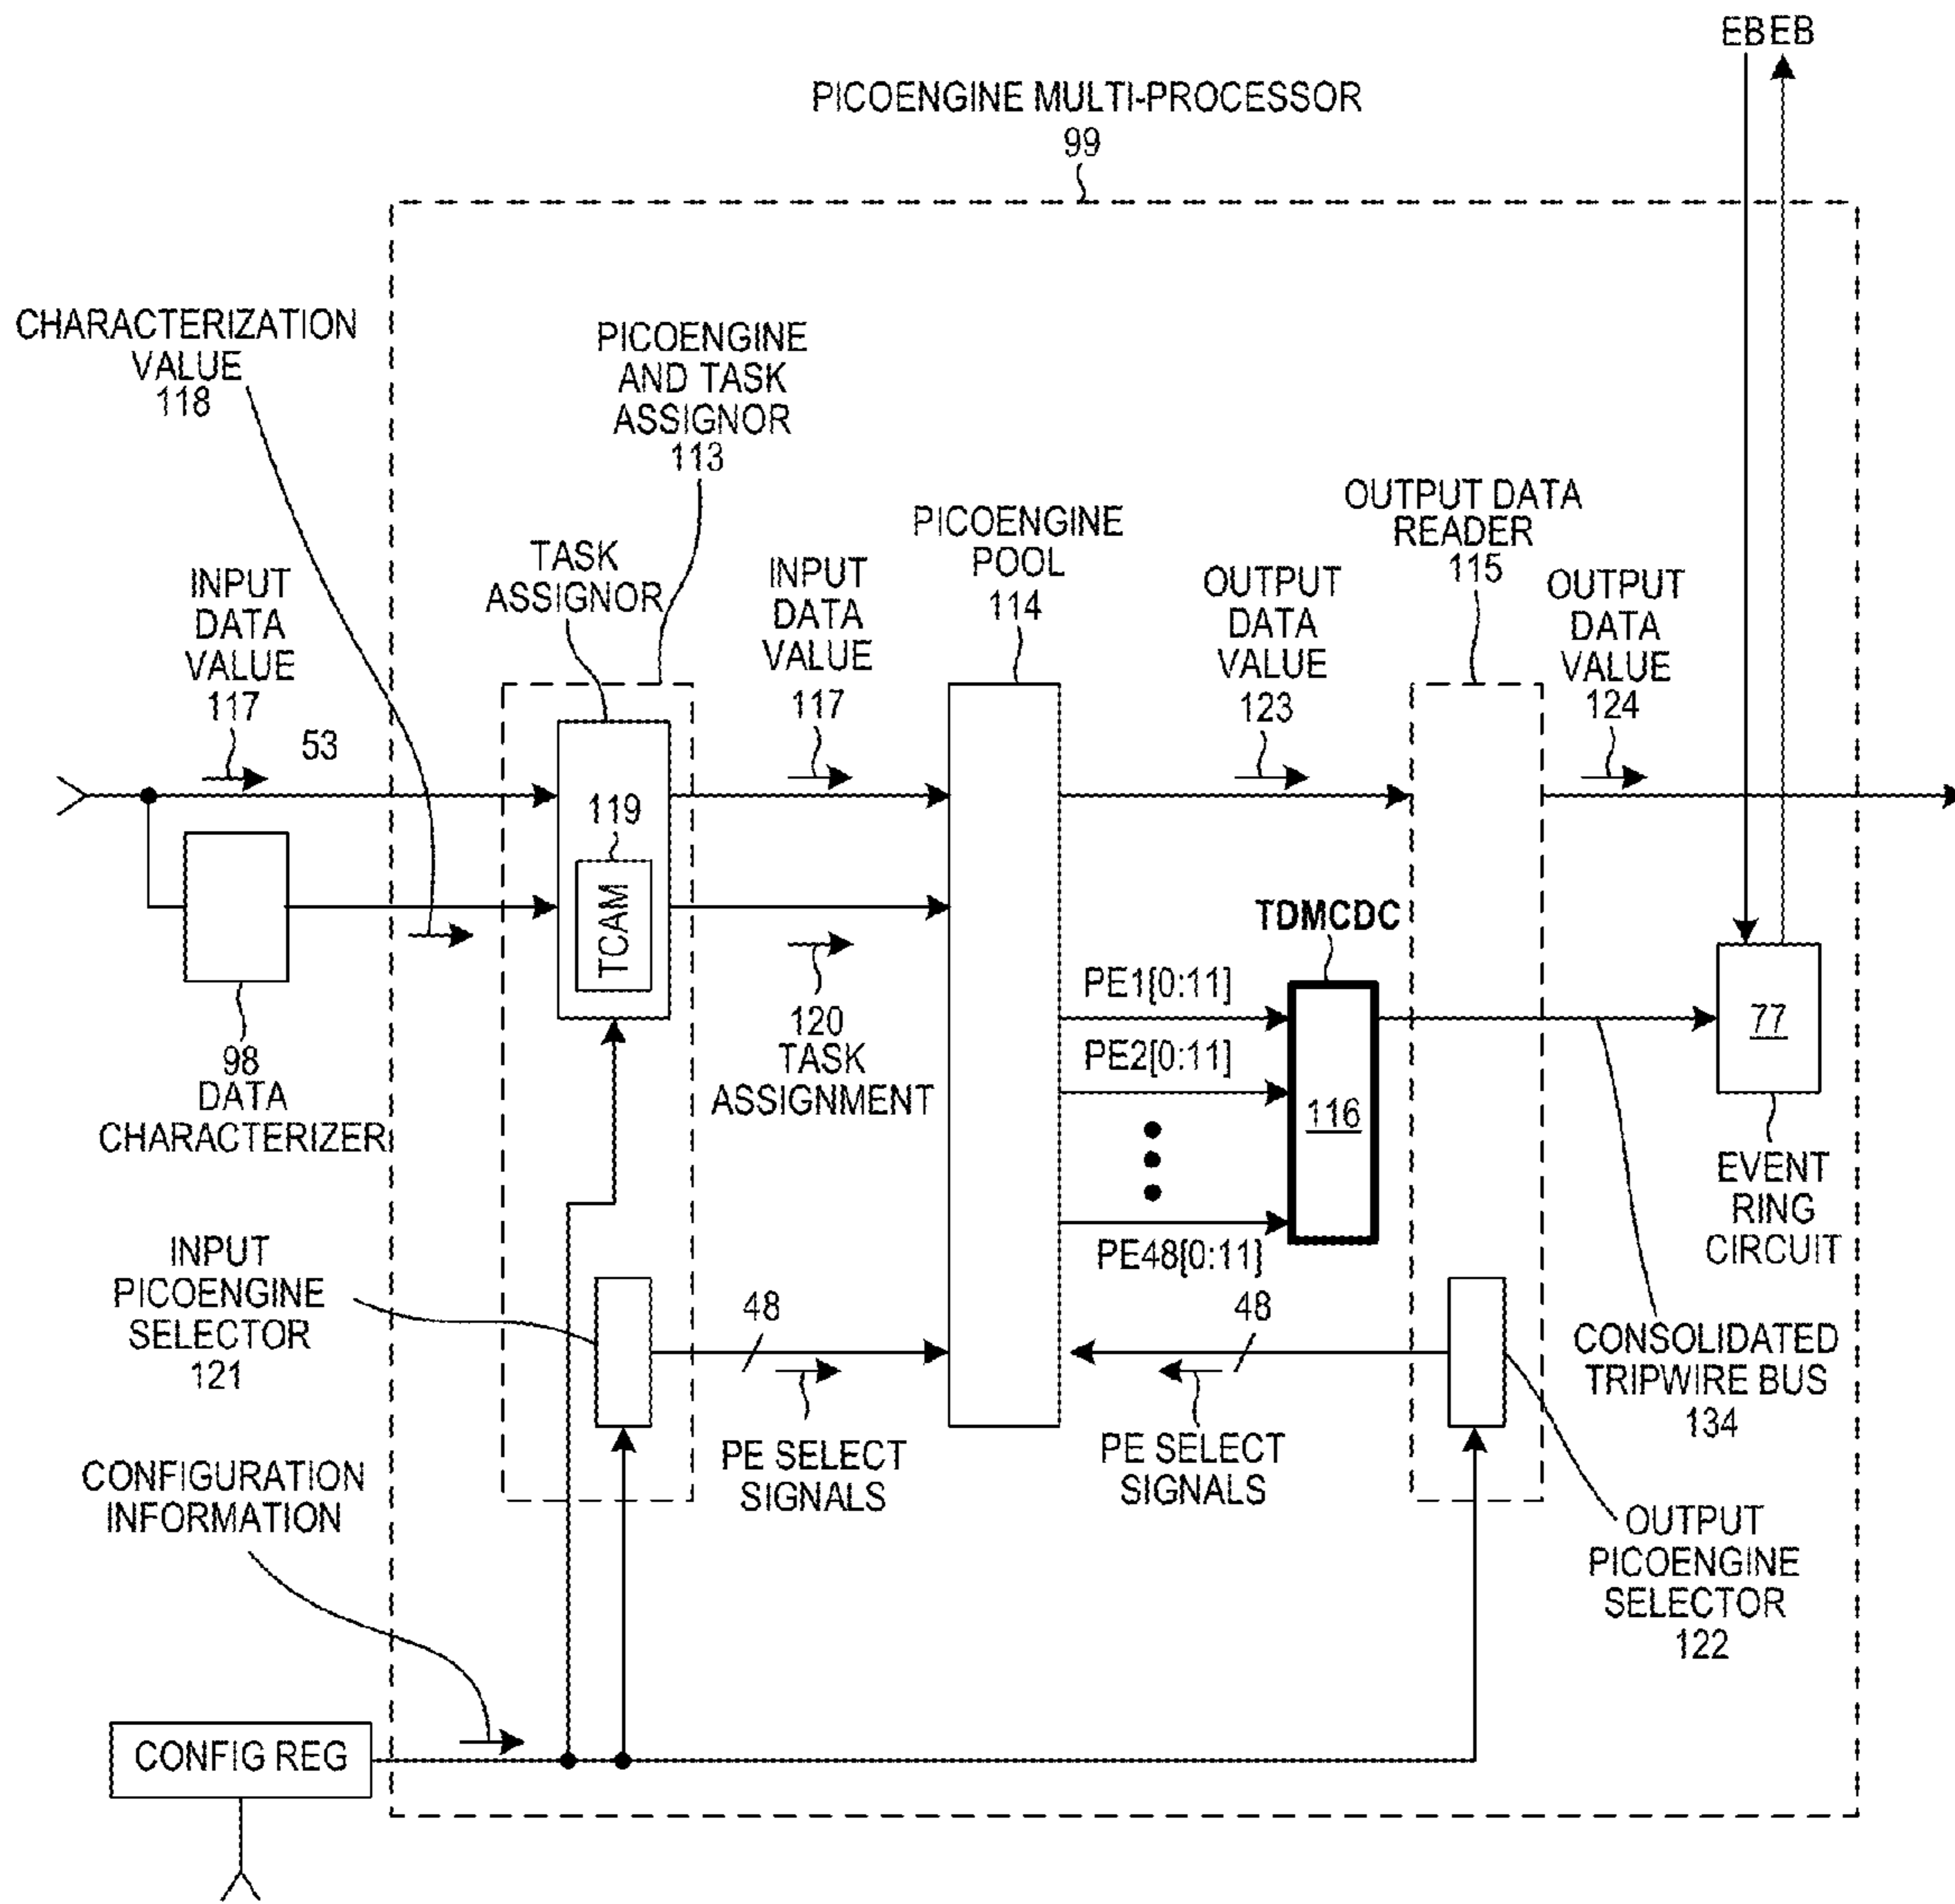 EB EB
PICOENGINE MULTI-PROCESSOR
99
CHARACTERIZATION
VALUE
118
PICOENGINE
AND TASK
ASSIGNOR
113
TASK
ASSIGNOR
INPUT
DATA
VALUE
117
53
INPUT
DATA
VALUE
117
PICOENGINE
POOL
114
OUTPUT
DATA
VALUE
123
OUTPUT DATA
READER
115
OUTPUT
DATA
VALUE
124
119
TCAM
98
DATA
CHARACTERIZER
120
TASK
ASSIGNMENT
TDMCDC
PE1[0:11]
PE2[0:11]
PE48[0:11]
116
77
EVENT
RING
CIRCUIT
INPUT
PICOENGINE
SELECTOR
121
48
PE SELECT
SIGNALS
48
PE SELECT
SIGNALS
CONSOLIDATED
TRIPWIRE BUS
134
OUTPUT
PICOENGINE
SELECTOR
122
CONFIGURATION
INFORMATION
CONFIG REG